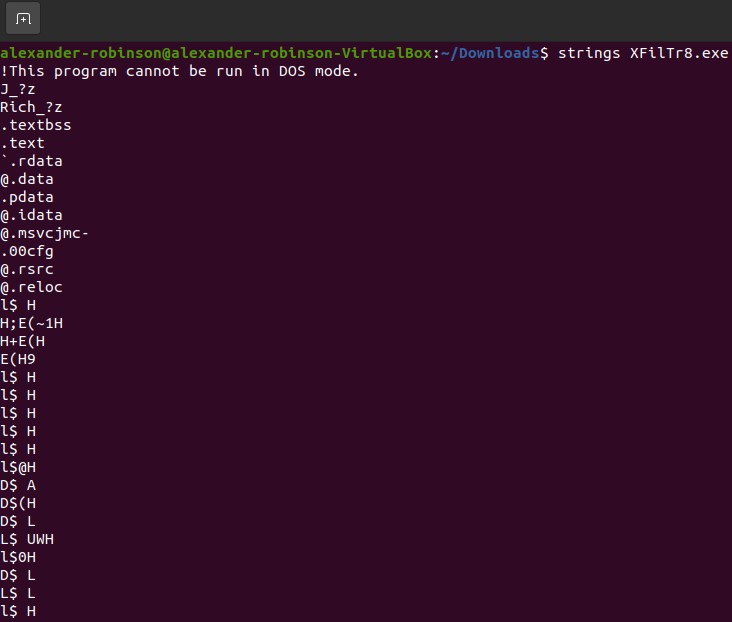 alexander-robinson@alexander-robinson-VirtualBox:~/Downloads$ strings XFilTr8.exe
!This program cannot be run in DOS mode.
J_?z
Rich_?z
.textbss
.text
`.rdata
@.data
.pdata
@.idata
@.msvcjmc-
.00cfg
@.rsrc
@.reloc
l$ H
H;E(~1H
H+E(H
E(H9
l$ H
l$ H
l$ H
l$ H
l$ H
l$@H
D$ A
D$(H
D$ L
L$ UWH
l$0H
D$ L
L$ L
l$ H